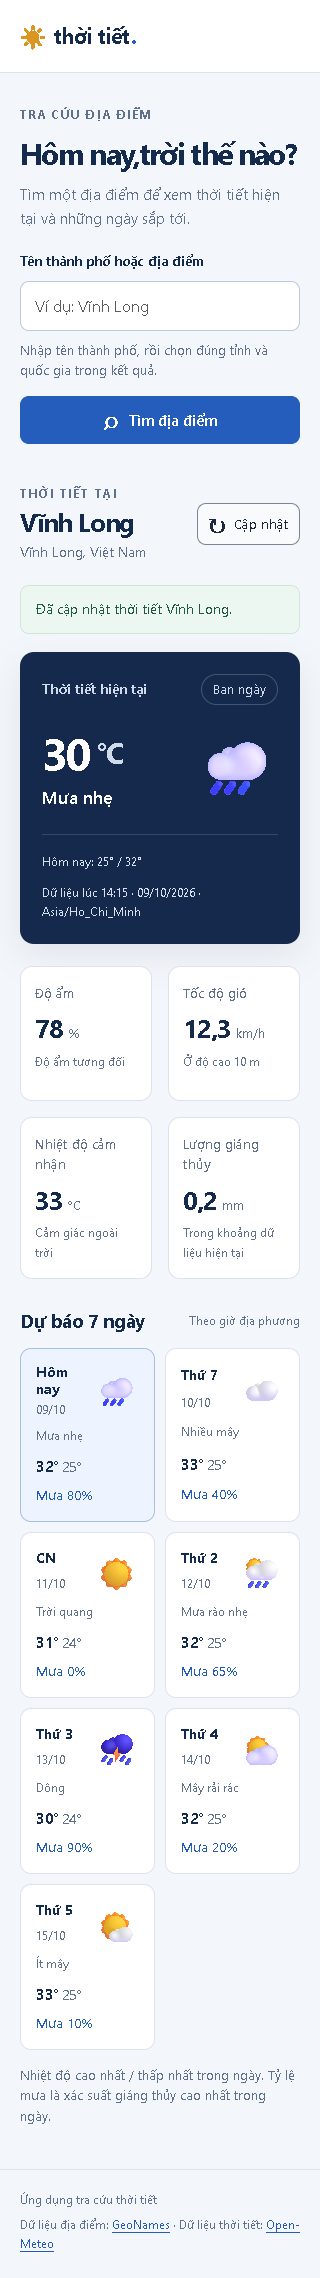 thời tiết.
TRA CỨU ĐỊA ĐIỂM
Hôm nay,trời thế nào?
Tìm một địa điểm để xem thời tiết hiện
tại và những ngày sắp tới.
Tên thành phố hoặc địa điểm
Ví dụ: Vĩnh Long
Nhập tên thành phố, rồi chọn đúng tỉnh và
quốc gia trong kết quả.
Tìm địa điểm
THỜI TIẾT TẠI
Vĩnh Long
Vĩnh Long, Việt Nam
Cập nhật
Đã cập nhật thời tiết Vĩnh Long.
Thời tiết hiện tại
Ban ngày
30 °C
Mưa nhẹ
Hôm nay: 25° / 32°
Dữ liệu lúc 14:15 · 09/10/2026 ·
Asia/Ho_Chi_Minh
Độ ẩm
78 %
Độ ẩm tương đối
Tốc độ gió
12,3 km/h
Ở độ cao 10 m
Nhiệt độ cảm
nhận
33 °C
Cảm giác ngoài
trời
Lượng giáng
thủy
0,2 mm
Trong khoảng dữ
liệu hiện tại
Dự báo 7 ngày
Theo giờ địa phương
Hôm
nay
09/10
Mưa nhẹ
32° 25°
Mưa 80%
Thứ 7
10/10
Nhiều mây
33° 25°
Mưa 40%
CN
11/10
Trời quang
31° 24°
Mưa 0%
Thứ 2
12/10
Mưa rào nhẹ
32° 25°
Mưa 65%
Thứ 3
13/10
Dông
30° 24°
Mưa 90%
Thứ 4
14/10
Mây rải rác
32° 25°
Mưa 20%
Thứ 5
15/10
Ít mây
33° 25°
Mưa 10%
Nhiệt độ cao nhất / thấp nhất trong ngày. Tỷ lệ
mưa là xác suất giáng thủy cao nhất trong
ngày.
Ứng dụng tra cứu thời tiết
Dữ liệu địa điểm: GeoNames · Dữ liệu thời tiết: Open-
Meteo